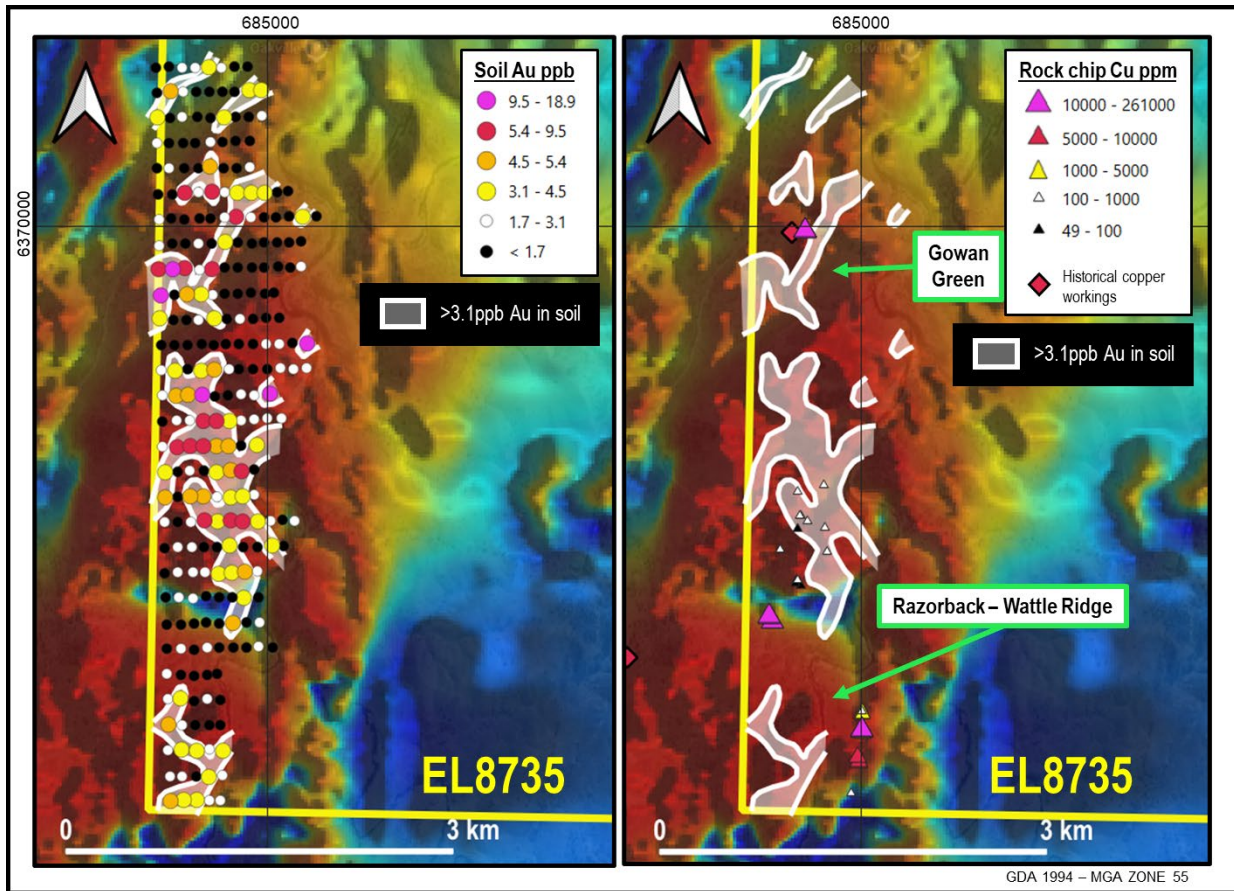 685000
685000
6370000
Oakville
Soil Au ppb
9.5 - 18.9
5.4 - 9.5
4.5 - 5.4
3.1 - 4.5
1.7 - 3.1
< 1.7
>3.1ppb Au in soil
EL8735
0
3 km
Rock chip Cu ppm
10000 - 261000
5000 - 10000
1000 - 5000
100 - 1000
49 - 100
Historical copper
workings
>3.1ppb Au in soil
Gowan
Green
Razorback – Wattle Ridge
EL8735
0
3 km
GDA 1994 – MGA ZONE 55